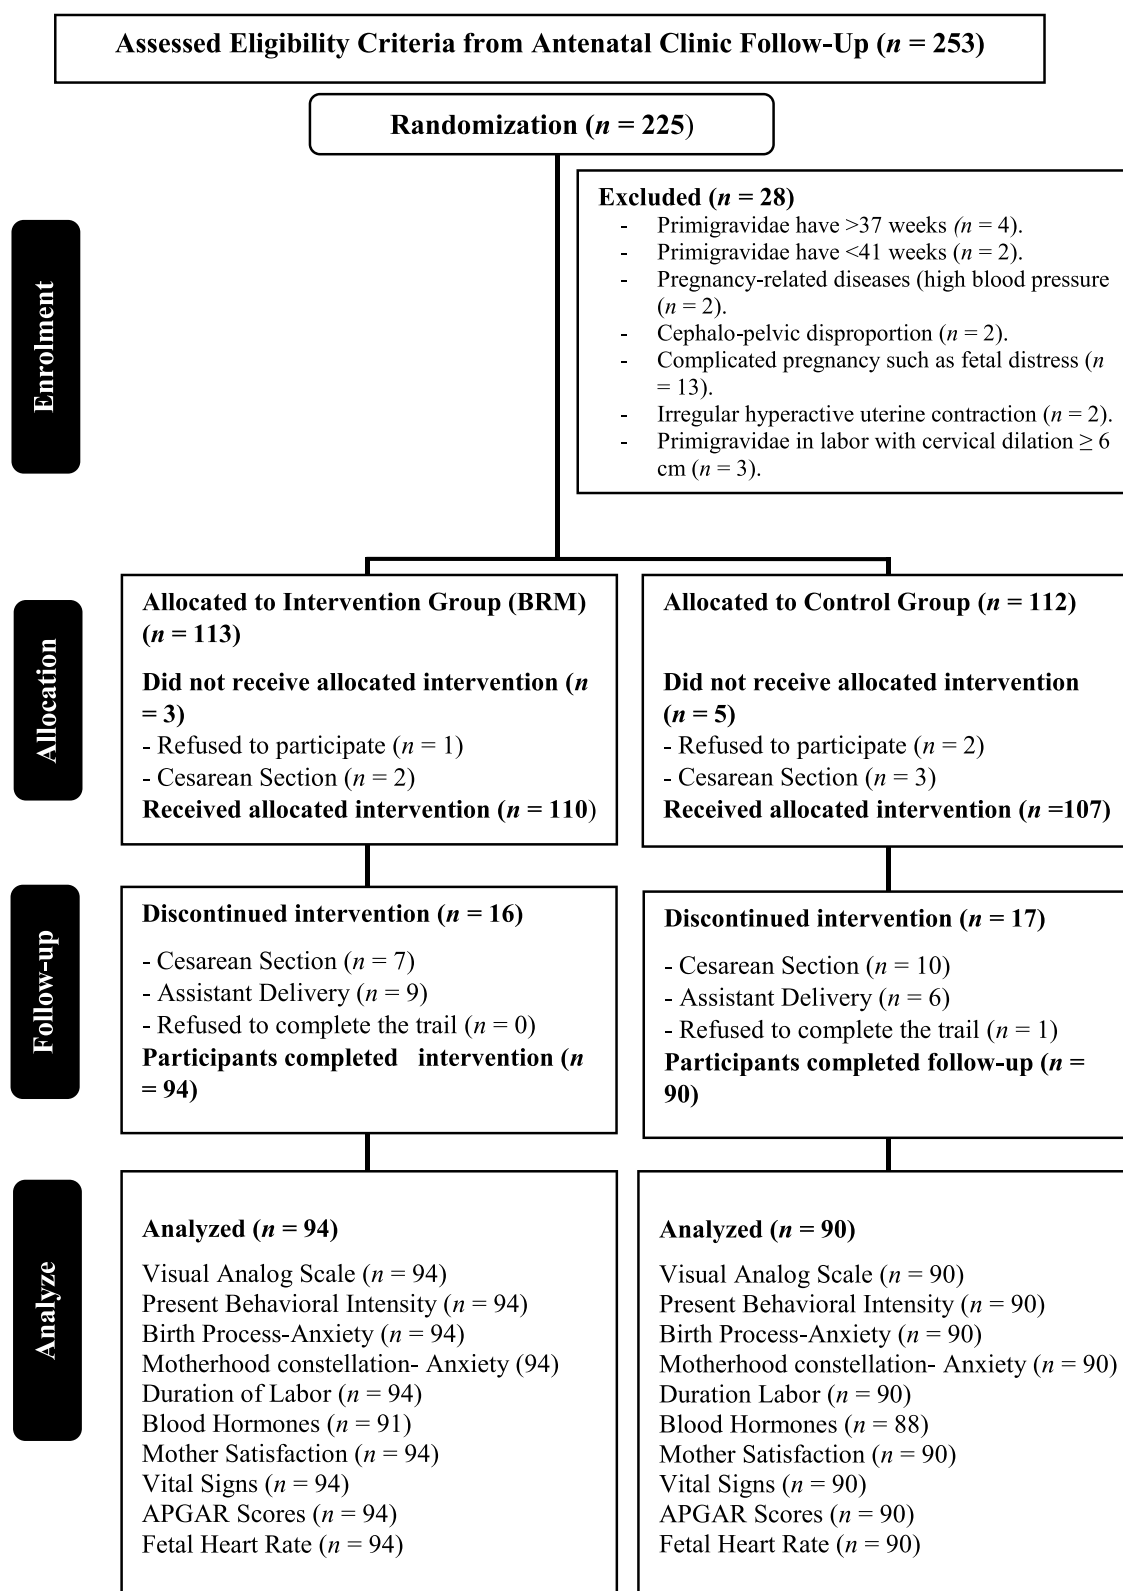 Assessed Eligibility Criteria from Antenatal Clinic Follow-Up (n = 253)
Randomization (n = 225)
Enrolment
Excluded (n = 28)
- Primigravidae have >37 weeks (n = 4).
- Primigravidae have <41 weeks (n = 2).
- Pregnancy-related diseases (high blood pressure
(n = 2).
- Cephalo-pelvic disproportion (n = 2).
- Complicated pregnancy such as fetal distress (n
= 13).
- Irregular hyperactive uterine contraction (n = 2).
- Primigravidae in labor with cervical dilation ≥ 6
cm (n = 3).
Allocation
Allocated to Intervention Group (BRM)
(n = 113)
Did not receive allocated intervention (n
= 3)
- Refused to participate (n = 1)
- Cesarean Section (n = 2)
Received allocated intervention (n = 110)
Allocated to Control Group (n = 112)
Did not receive allocated intervention
(n = 5)
- Refused to participate (n = 2)
- Cesarean Section (n = 3)
Received allocated intervention (n =107)
Follow-up
Discontinued intervention (n = 16)
- Cesarean Section (n = 7)
- Assistant Delivery (n = 9)
- Refused to complete the trail (n = 0)
Participants completed intervention (n
= 94)
Discontinued intervention (n = 17)
- Cesarean Section (n = 10)
- Assistant Delivery (n = 6)
- Refused to complete the trail (n = 1)
Participants completed follow-up (n =
90)
Analyze
Analyzed (n = 94)
Visual Analog Scale (n = 94)
Present Behavioral Intensity (n = 94)
Birth Process-Anxiety (n = 94)
Motherhood constellation- Anxiety (94)
Duration of Labor (n = 94)
Blood Hormones (n = 91)
Mother Satisfaction (n = 94)
Vital Signs (n = 94)
APGAR Scores (n = 94)
Fetal Heart Rate (n = 94)
Analyzed (n = 90)
Visual Analog Scale (n = 90)
Present Behavioral Intensity (n = 90)
Birth Process-Anxiety (n = 90)
Motherhood constellation- Anxiety (n = 90)
Duration Labor (n = 90)
Blood Hormones (n = 88)
Mother Satisfaction (n = 90)
Vital Signs (n = 90)
APGAR Scores (n = 90)
Fetal Heart Rate (n = 90)